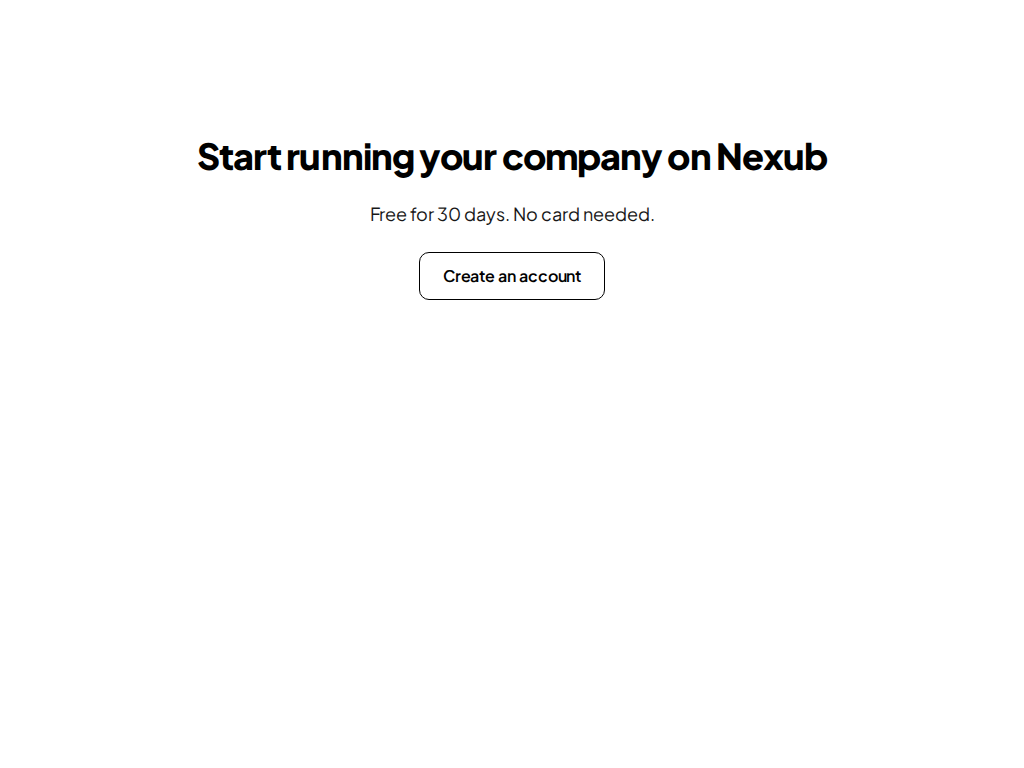 Start running your company on Nexub
Free for 30 days. No card needed.
Create an account